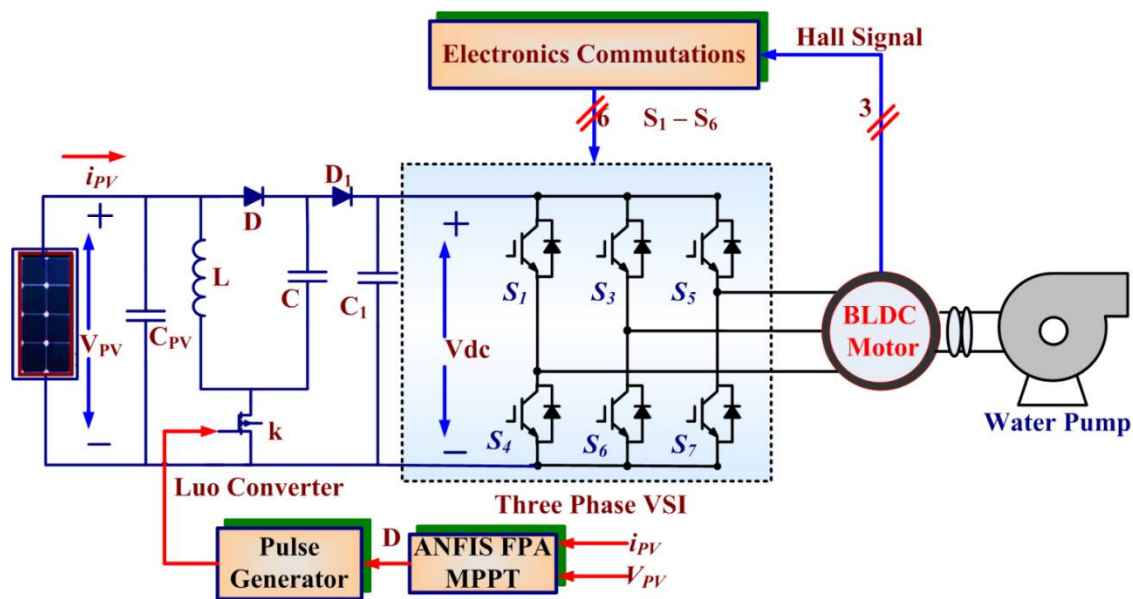 Electronics Commutations
Hall Signal
6
S1 – S6
3
iPV
D1
D
+
+
L
C
C1
S1
S3
S5
BLDC
Motor
VPV
CPV
Vdc
k
S4
S6
S7
–
–
Water Pump
Luo Converter
Three Phase VSI
D
Pulse
Generator
ANFIS FPA
MPPT
iPV
VPV